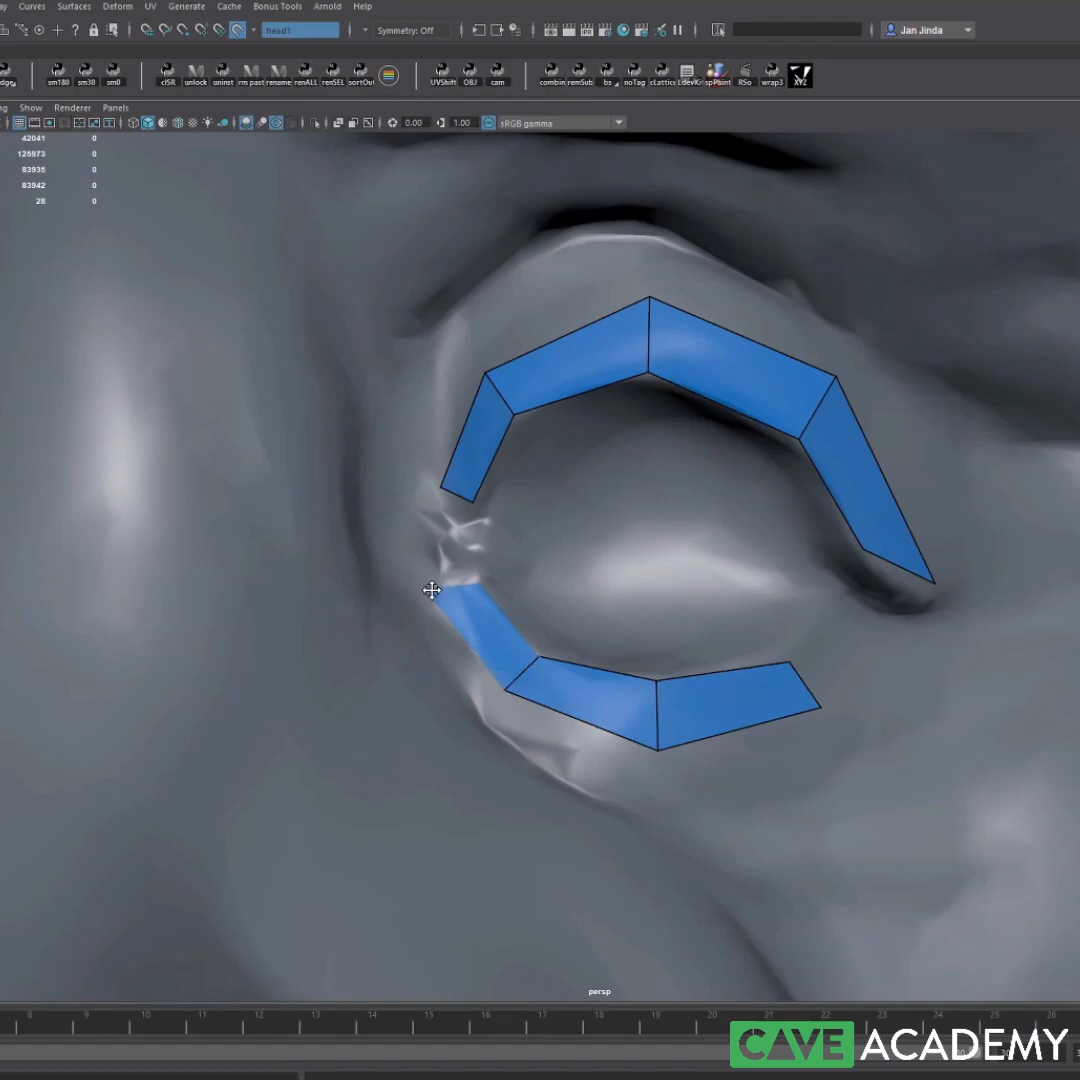 Curves Surfaces Deform UV Generate Cache Bonus Tools Arnold Help
head1 Symmetry: Off Jan Jinda
sm180 sm30 sm0 clSR unlock uninst rm past rename renALL renSEL sortOut UVShift OBJ cam combin remSub bs noTag cLattic spPaint RSo wrap3 XYZ
Show Renderer Panels
0.00 1.00 sRGB gamma
42041 0
125973 0
83935 0
83942 0
28 0
persp
8 9 10 11 12 13 14 15 16 17 18 19 20 21 22 23 24 25 26
CAVE ACADEMY